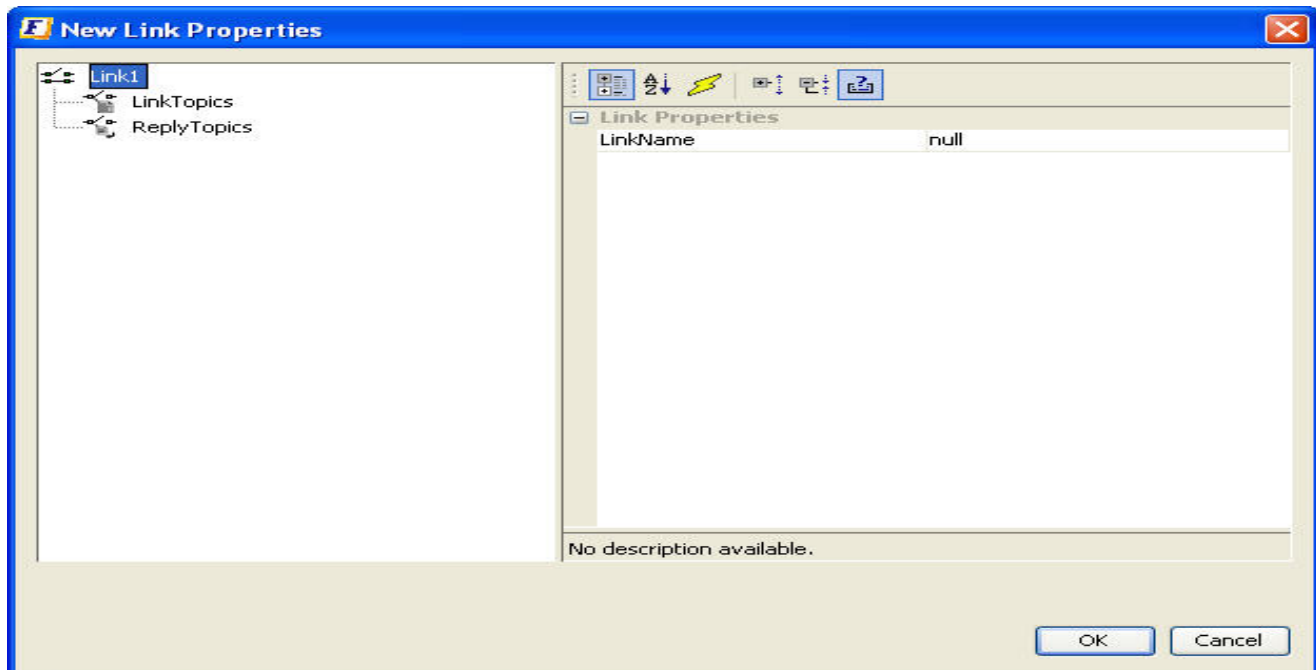 New Link Properties
Link1
LinkTopics
ReplyTopics
Link Properties
LinkName null
No description available.
OK Cancel